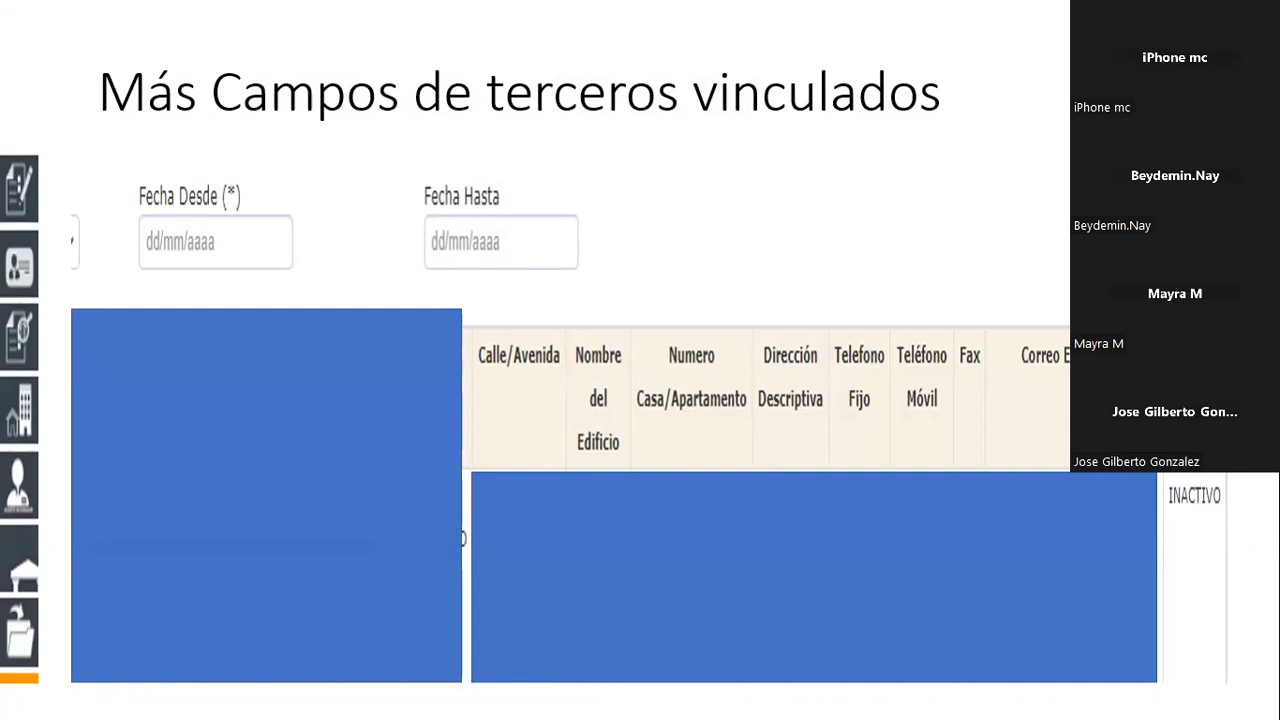 Más Campos de terceros vinculados
Fecha Desde (*)
Fecha Hasta
dd/mm/aaaa
dd/mm/aaaa
Calle/Avenida
Nombre
del
Edificio
Numero
Casa/Apartamento
Dirección
Descriptiva
Telefono
Fijo
Teléfono
Móvil
Fax
Correo E
INACTIVO
iPhone mc
iPhone mc
Beydemin.Nay
Beydemin.Nay
Mayra M
Mayra M
Jose Gilberto Gon...
Jose Gilberto Gonzalez